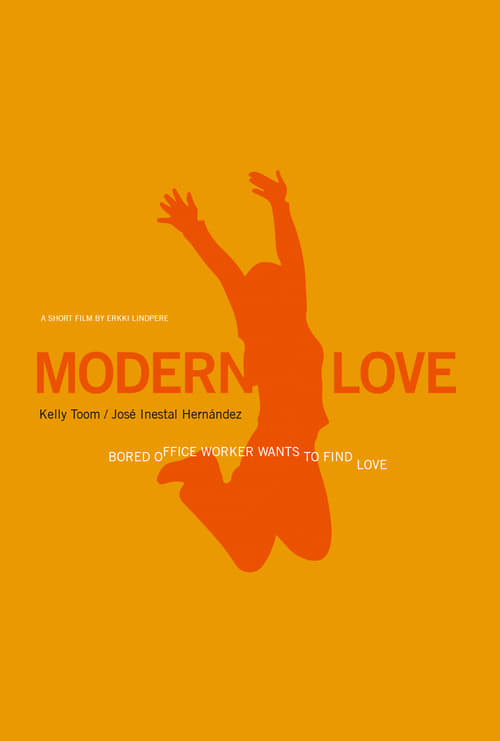 A SHORT FILM BY ERKKI LINDPERE
MODERN LOVE
Kelly Toom / José Inestal Hernández
BORED OFFICE WORKER WANTS TO FIND LOVE